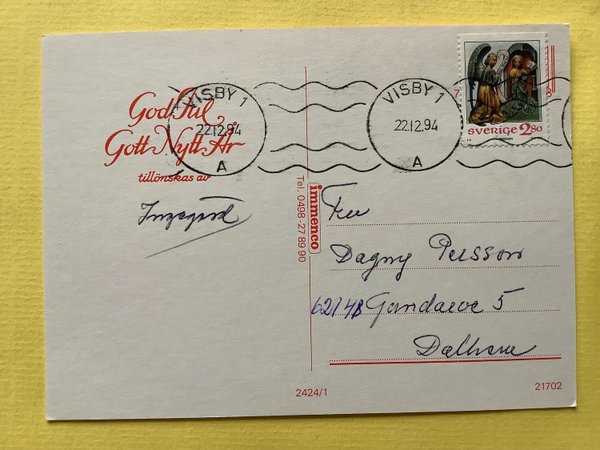 God Jul
Gott Nytt År
tillönskas av
Ingegerd
VISBY 1
22.12.94
A
VISBY 1
22.12.94
A
SVERIGE 2.80
immenco
Tel. 0498-27 89 90
Fru
Dagny Persson
62148 Gandarve 5
Dalhem
2424/1
21702